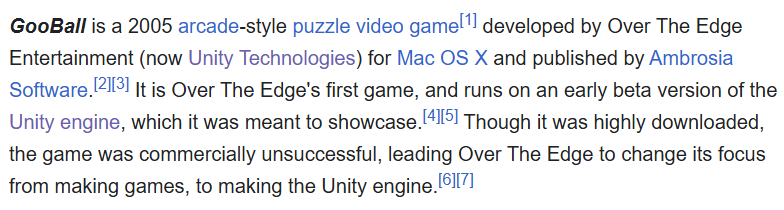 GooBall is a 2005 arcade-style puzzle video game[1] developed by Over The Edge
Entertainment (now Unity Technologies) for Mac OS X and published by Ambrosia
Software.[2][3] It is Over The Edge's first game, and runs on an early beta version of the
Unity engine, which it was meant to showcase.[4][5] Though it was highly downloaded,
the game was commercially unsuccessful, leading Over The Edge to change its focus
from making games, to making the Unity engine.[6][7]